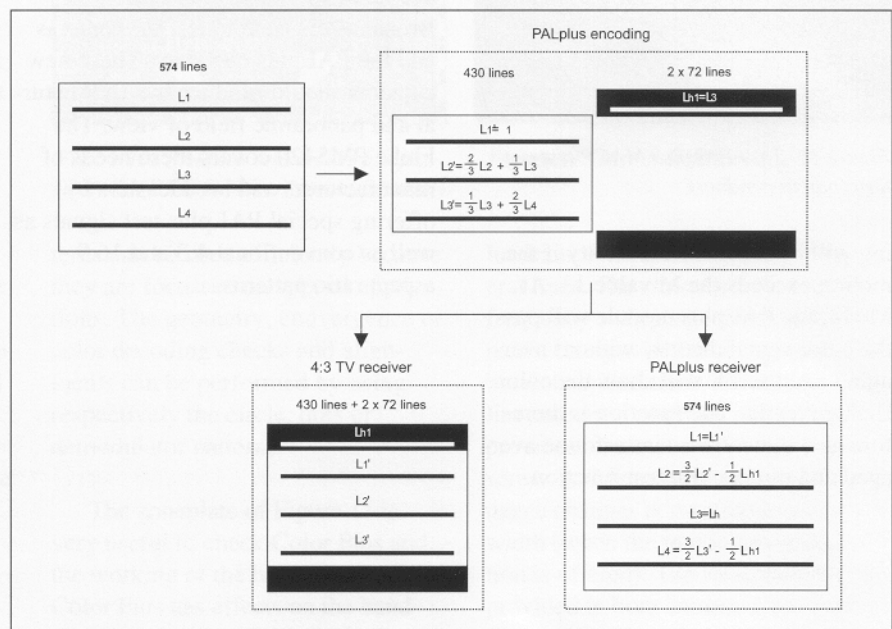 PALplus encoding
574 lines
430 lines
2 x 72 lines
L1
L2
L3
L4
Lh1=L3
L1= 1
L2'= 2/3 L2 + 1/3 L3
L3'= 1/3 L3 + 2/3 L4
4:3 TV receiver
PALplus receiver
430 lines + 2 x 72 lines
574 lines
Lh1
L1'
L2'
L3'
L1=L1'
L2 = 3/2 L2' - 1/2 Lh1
L3=Lh
L4 = 3/2 L3' - 1/2 Lh1